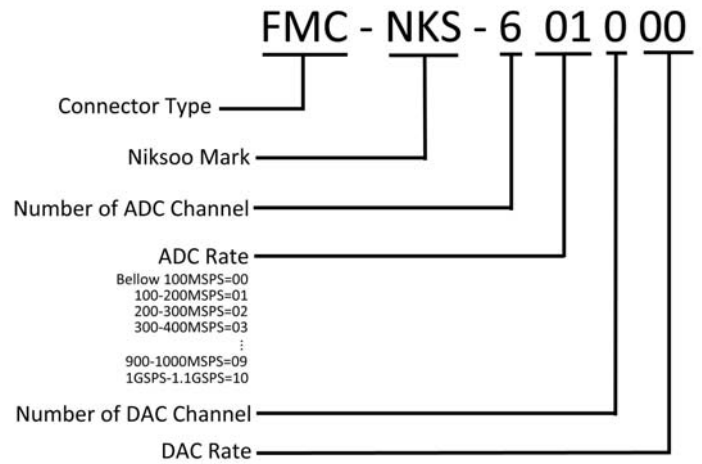 FMC - NKS - 6 01 0 00
Connector Type
Niksoo Mark
Number of ADC Channel
ADC Rate
Bellow 100MSPS=00
100-200MSPS=01
200-300MSPS=02
300-400MSPS=03
⋮
900-1000MSPS=09
1GSPS-1.1GSPS=10
Number of DAC Channel
DAC Rate